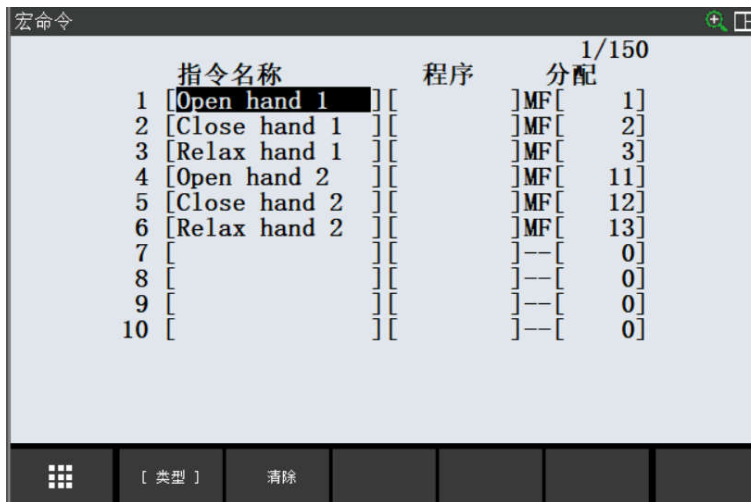 宏命令
1/150
指令名称 程序 分配
1 [Open hand 1 ][ ]MF[ 1]
2 [Close hand 1 ][ ]MF[ 2]
3 [Relax hand 1 ][ ]MF[ 3]
4 [Open hand 2 ][ ]MF[ 11]
5 [Close hand 2 ][ ]MF[ 12]
6 [Relax hand 2 ][ ]MF[ 13]
7 [ ][ ]--[ 0]
8 [ ][ ]--[ 0]
9 [ ][ ]--[ 0]
10 [ ][ ]--[ 0]
[ 类型 ] 清除